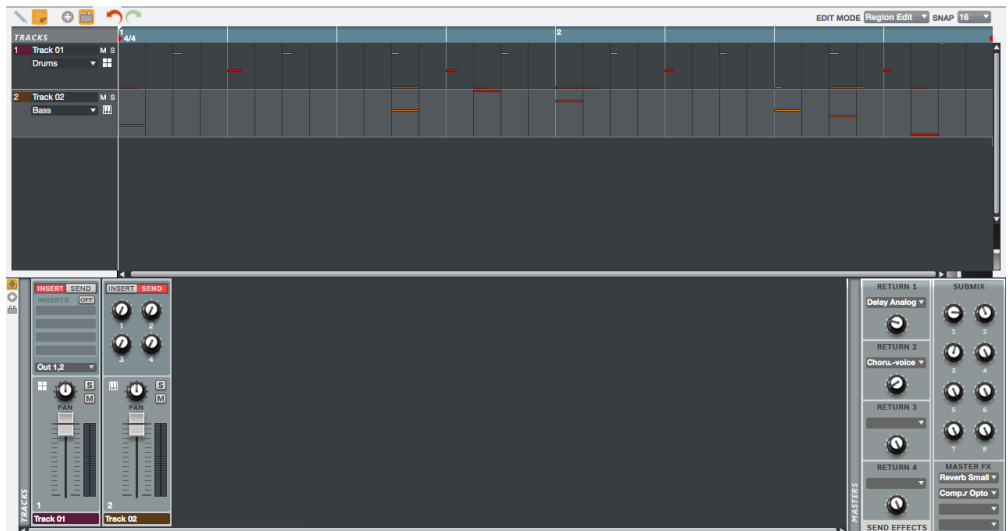 EDIT MODE Region Edit SNAP 16
TRACKS 1 4/4 2
1 Track 01 M S
Drums
2 Track 02 M S
Bass
INSERT SEND
INSERTS OFF
Out 1,2
S
M
PAN
1
Track 01
INSERT SEND
1 2
3 4
S
M
PAN
2
Track 02
TRACKS
MASTERS
RETURN 1
Delay Analog
RETURN 2
Choru.-voice
RETURN 3
RETURN 4
SEND EFFECTS
SUBMIX
1 2
3 4
5 6
7 8
MASTER FX
Reverb Small
Comp.r Opto